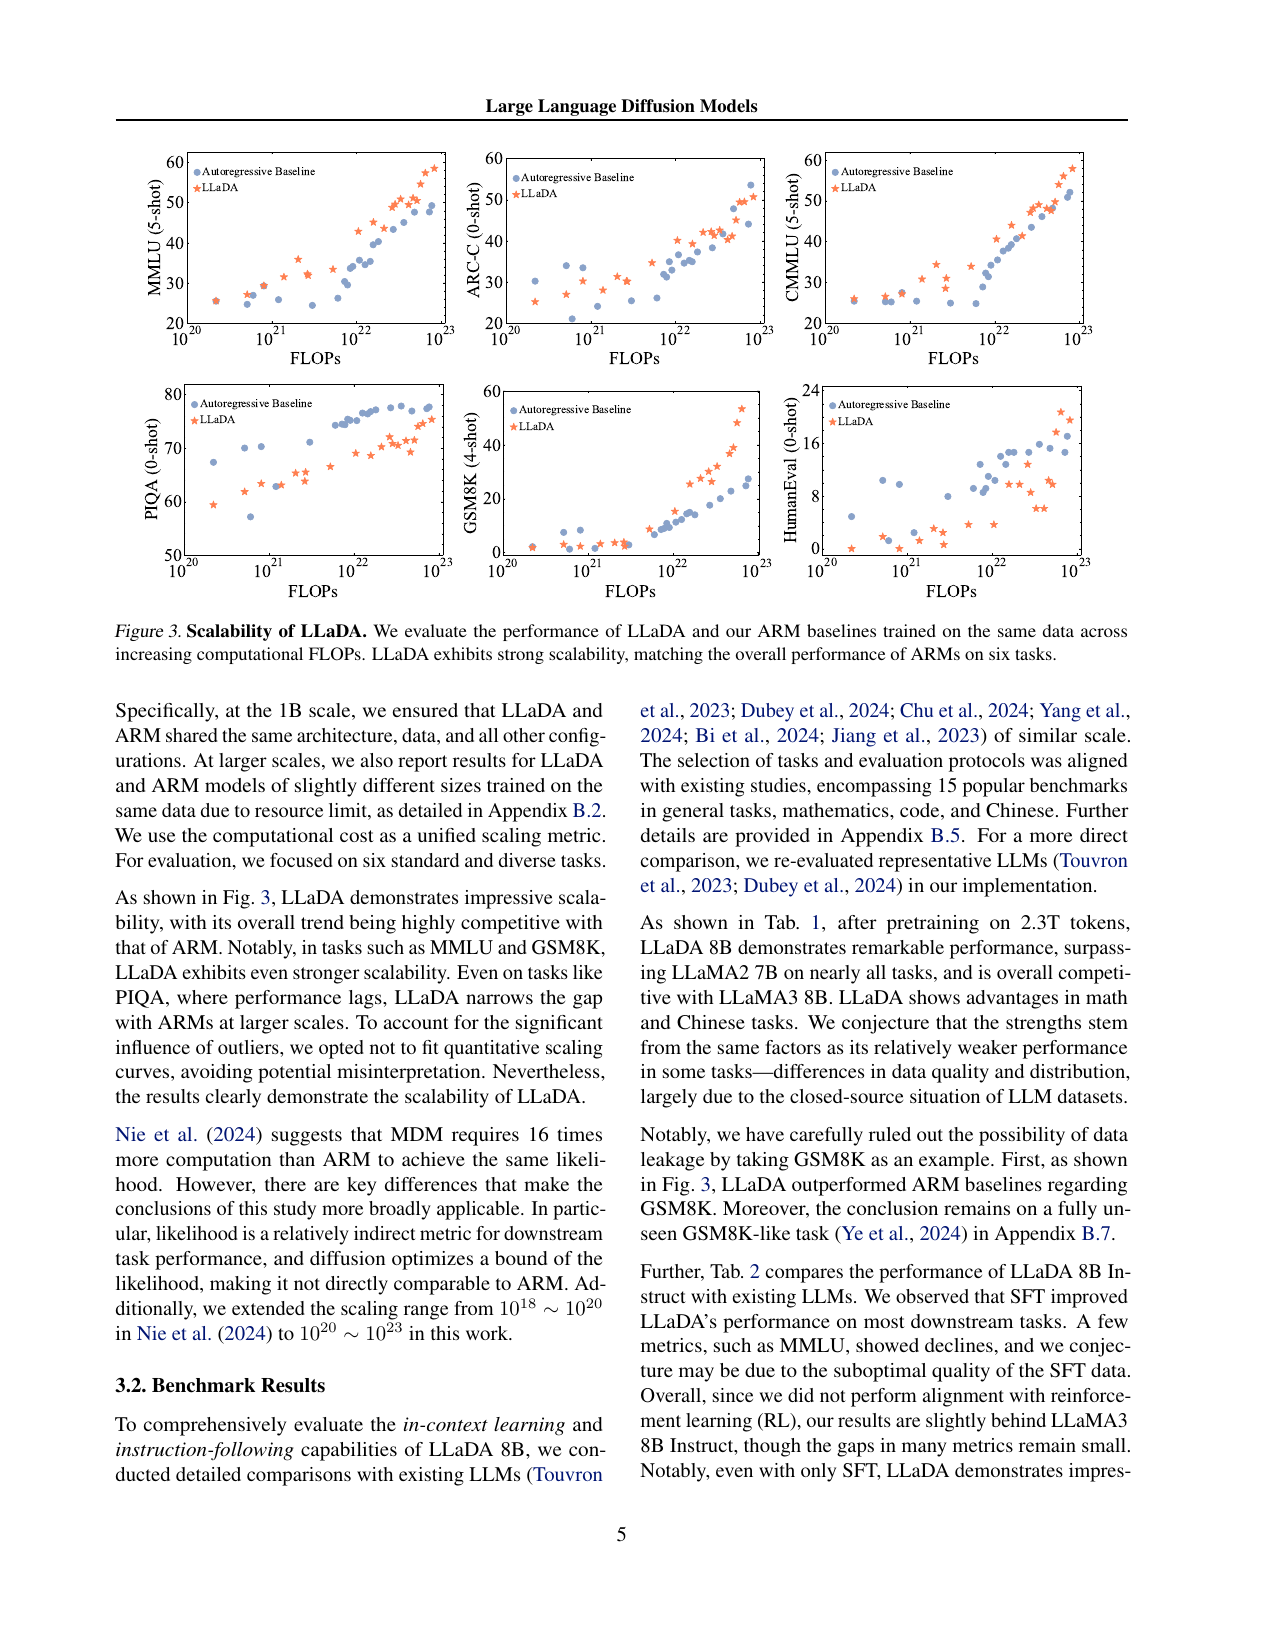 Large Language Diffusion Models
60
50
40
30
20
MMLU (5-shot)
Autoregressive Baseline
LLaDA
10^20 10^21 10^22 10^23
FLOPs
60
50
40
30
20
ARC-C (0-shot)
Autoregressive Baseline
LLaDA
10^20 10^21 10^22 10^23
FLOPs
60
50
40
30
20
CMMLU (5-shot)
Autoregressive Baseline
LLaDA
10^20 10^21 10^22 10^23
FLOPs
80
70
60
50
PIQA (0-shot)
Autoregressive Baseline
LLaDA
10^20 10^21 10^22 10^23
FLOPs
60
40
20
0
GSM8K (4-shot)
Autoregressive Baseline
LLaDA
10^20 10^21 10^22 10^23
FLOPs
24
16
8
0
HumanEval (0-shot)
Autoregressive Baseline
LLaDA
10^20 10^21 10^22 10^23
FLOPs
Figure 3. Scalability of LLaDA. We evaluate the performance of LLaDA and our ARM baselines trained on the same data across
increasing computational FLOPs. LLaDA exhibits strong scalability, matching the overall performance of ARMs on six tasks.
Specifically, at the 1B scale, we ensured that LLaDA and
ARM shared the same architecture, data, and all other config-
urations. At larger scales, we also report results for LLaDA
and ARM models of slightly different sizes trained on the
same data due to resource limit, as detailed in Appendix B.2.
We use the computational cost as a unified scaling metric.
For evaluation, we focused on six standard and diverse tasks.
As shown in Fig. 3, LLaDA demonstrates impressive scala-
bility, with its overall trend being highly competitive with
that of ARM. Notably, in tasks such as MMLU and GSM8K,
LLaDA exhibits even stronger scalability. Even on tasks like
PIQA, where performance lags, LLaDA narrows the gap
with ARMs at larger scales. To account for the significant
influence of outliers, we opted not to fit quantitative scaling
curves, avoiding potential misinterpretation. Nevertheless,
the results clearly demonstrate the scalability of LLaDA.
Nie et al. (2024) suggests that MDM requires 16 times
more computation than ARM to achieve the same likeli-
hood. However, there are key differences that make the
conclusions of this study more broadly applicable. In partic-
ular, likelihood is a relatively indirect metric for downstream
task performance, and diffusion optimizes a bound of the
likelihood, making it not directly comparable to ARM. Ad-
ditionally, we extended the scaling range from 10^18 ∼ 10^20
in Nie et al. (2024) to 10^20 ∼ 10^23 in this work.
3.2. Benchmark Results
To comprehensively evaluate the in-context learning and
instruction-following capabilities of LLaDA 8B, we con-
ducted detailed comparisons with existing LLMs (Touvron
et al., 2023; Dubey et al., 2024; Chu et al., 2024; Yang et al.,
2024; Bi et al., 2024; Jiang et al., 2023) of similar scale.
The selection of tasks and evaluation protocols was aligned
with existing studies, encompassing 15 popular benchmarks
in general tasks, mathematics, code, and Chinese. Further
details are provided in Appendix B.5. For a more direct
comparison, we re-evaluated representative LLMs (Touvron
et al., 2023; Dubey et al., 2024) in our implementation.
As shown in Tab. 1, after pretraining on 2.3T tokens,
LLaDA 8B demonstrates remarkable performance, surpass-
ing LLaMA2 7B on nearly all tasks, and is overall competi-
tive with LLaMA3 8B. LLaDA shows advantages in math
and Chinese tasks. We conjecture that the strengths stem
from the same factors as its relatively weaker performance
in some tasks—differences in data quality and distribution,
largely due to the closed-source situation of LLM datasets.
Notably, we have carefully ruled out the possibility of data
leakage by taking GSM8K as an example. First, as shown
in Fig. 3, LLaDA outperformed ARM baselines regarding
GSM8K. Moreover, the conclusion remains on a fully un-
seen GSM8K-like task (Ye et al., 2024) in Appendix B.7.
Further, Tab. 2 compares the performance of LLaDA 8B In-
struct with existing LLMs. We observed that SFT improved
LLaDA's performance on most downstream tasks. A few
metrics, such as MMLU, showed declines, and we conjec-
ture may be due to the suboptimal quality of the SFT data.
Overall, since we did not perform alignment with reinforce-
ment learning (RL), our results are slightly behind LLaMA3
8B Instruct, though the gaps in many metrics remain small.
Notably, even with only SFT, LLaDA demonstrates impres-
5